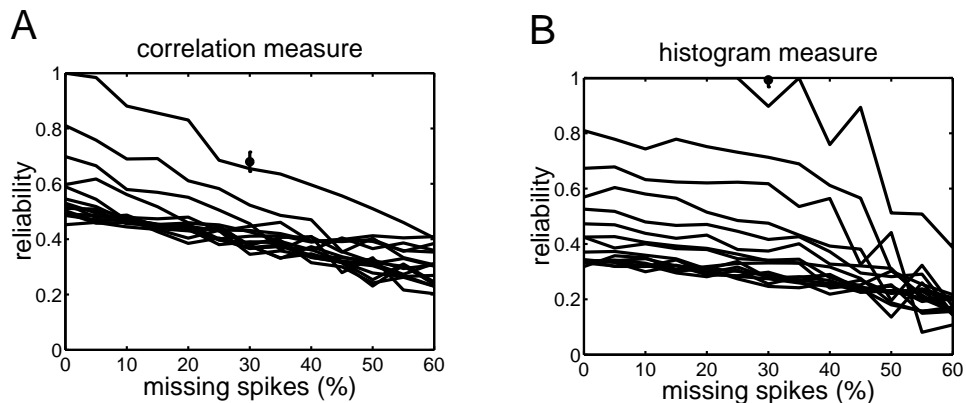 A
correlation measure
1
0.8
0.6
0.4
0.2
0
reliability
0 10 20 30 40 50 60
missing spikes (%)
B
histogram measure
1
0.8
0.6
0.4
0.2
0
reliability
0 10 20 30 40 50 60
missing spikes (%)